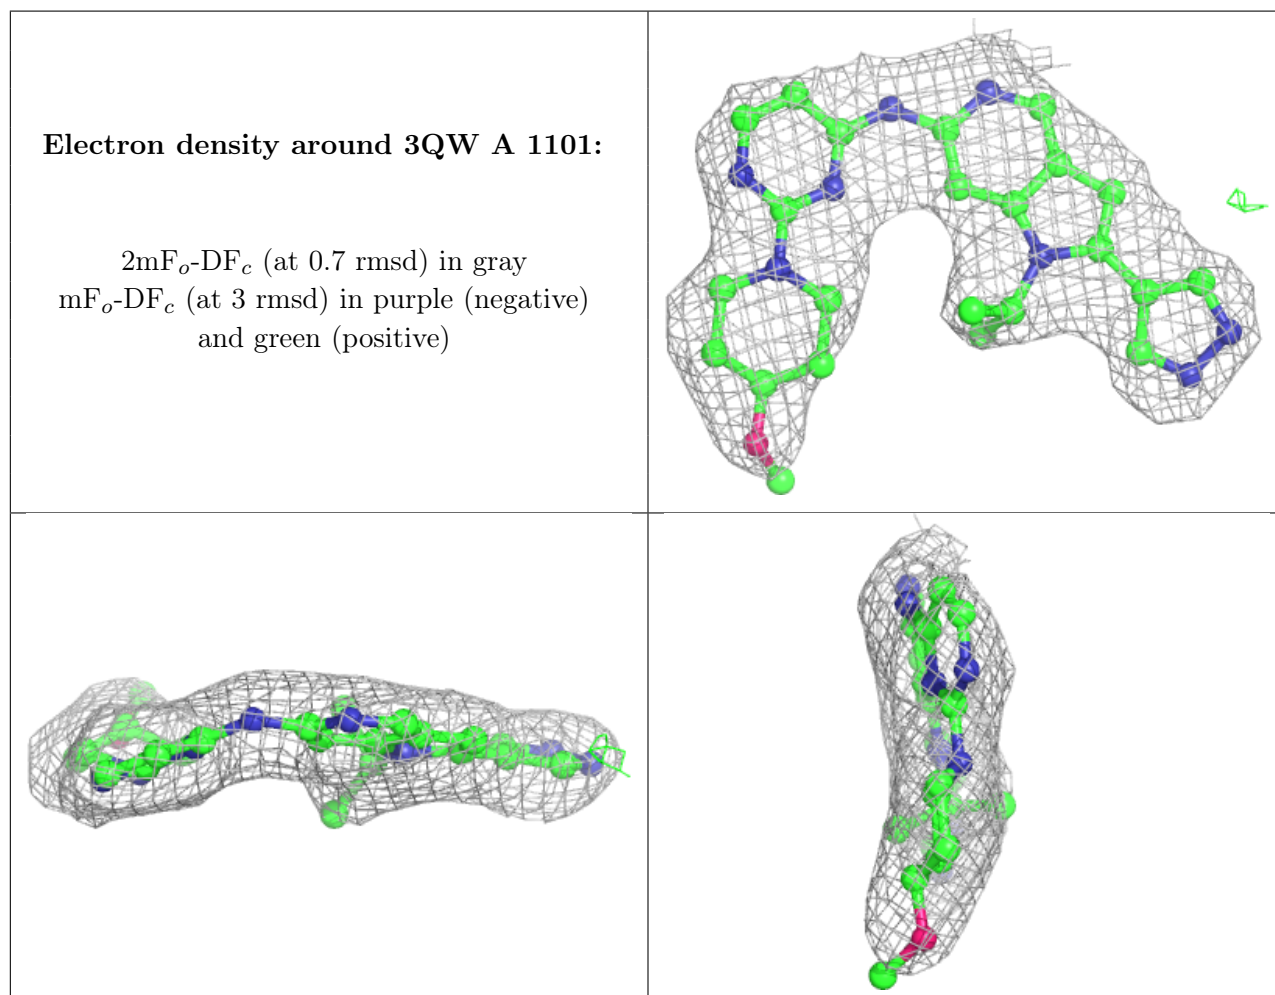 Electron density around 3QW A 1101:
2mFo-DFc (at 0.7 rmsd) in gray
mFo-DFc (at 3 rmsd) in purple (negative)
and green (positive)